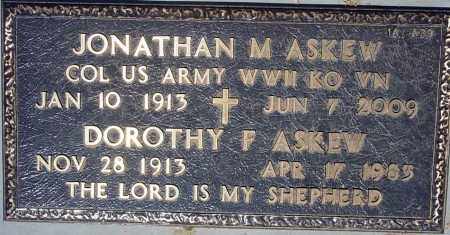 JONATHAN M ASKEW
COL US ARMY WWII KO VN
JAN 10 1913 JUN 7 2009
DOROTHY F ASKEW
NOV 28 1913 APR 17 1983
THE LORD IS MY SHEPHERD